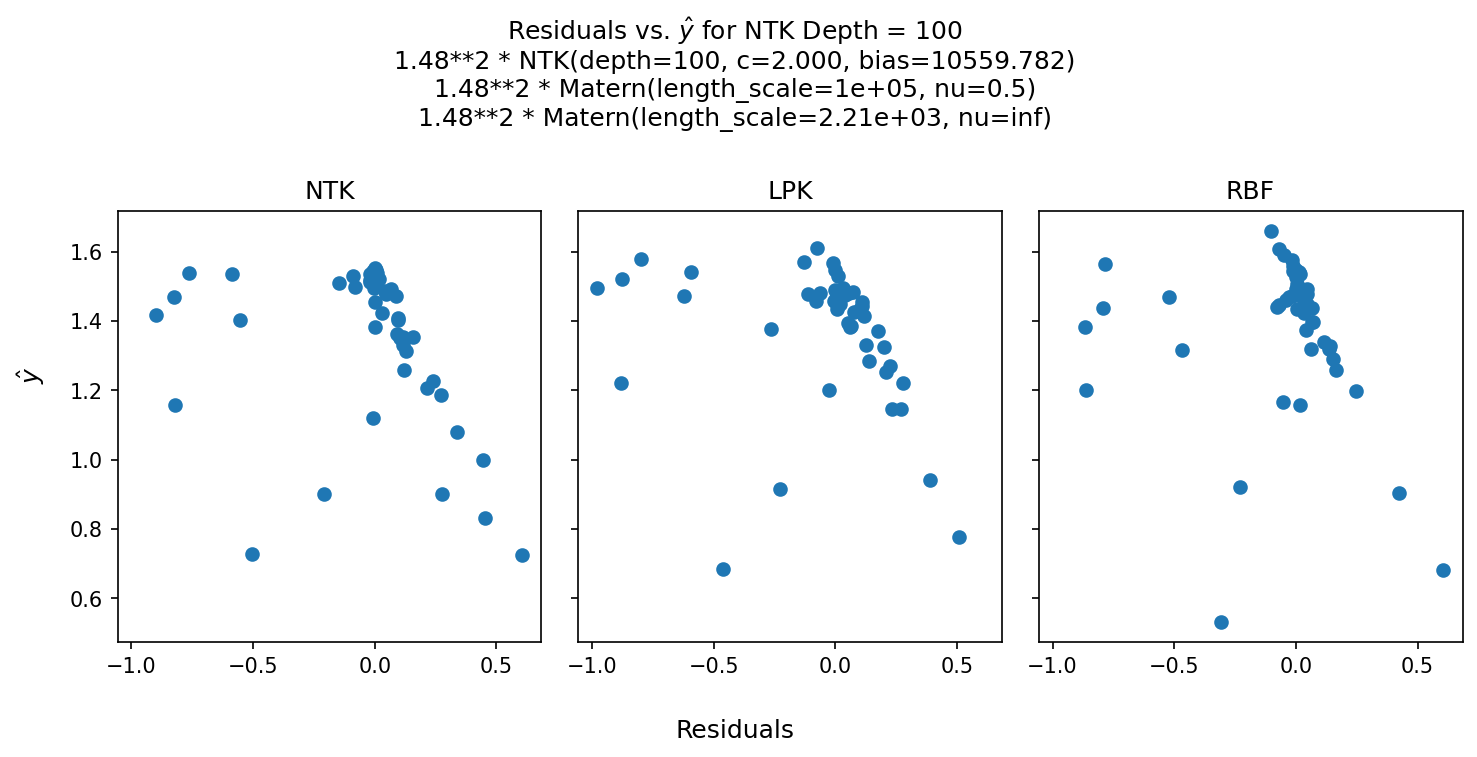 Residuals vs. ŷ for NTK Depth = 100
1.48**2 * NTK(depth=100, c=2.000, bias=10559.782)
1.48**2 * Matern(length_scale=1e+05, nu=0.5)
1.48**2 * Matern(length_scale=2.21e+03, nu=inf)
NTK
LPK
RBF
ŷ
1.6
1.4
1.2
1.0
0.8
0.6
−1.0 −0.5 0.0 0.5
−1.0 −0.5 0.0 0.5
−1.0 −0.5 0.0 0.5
Residuals